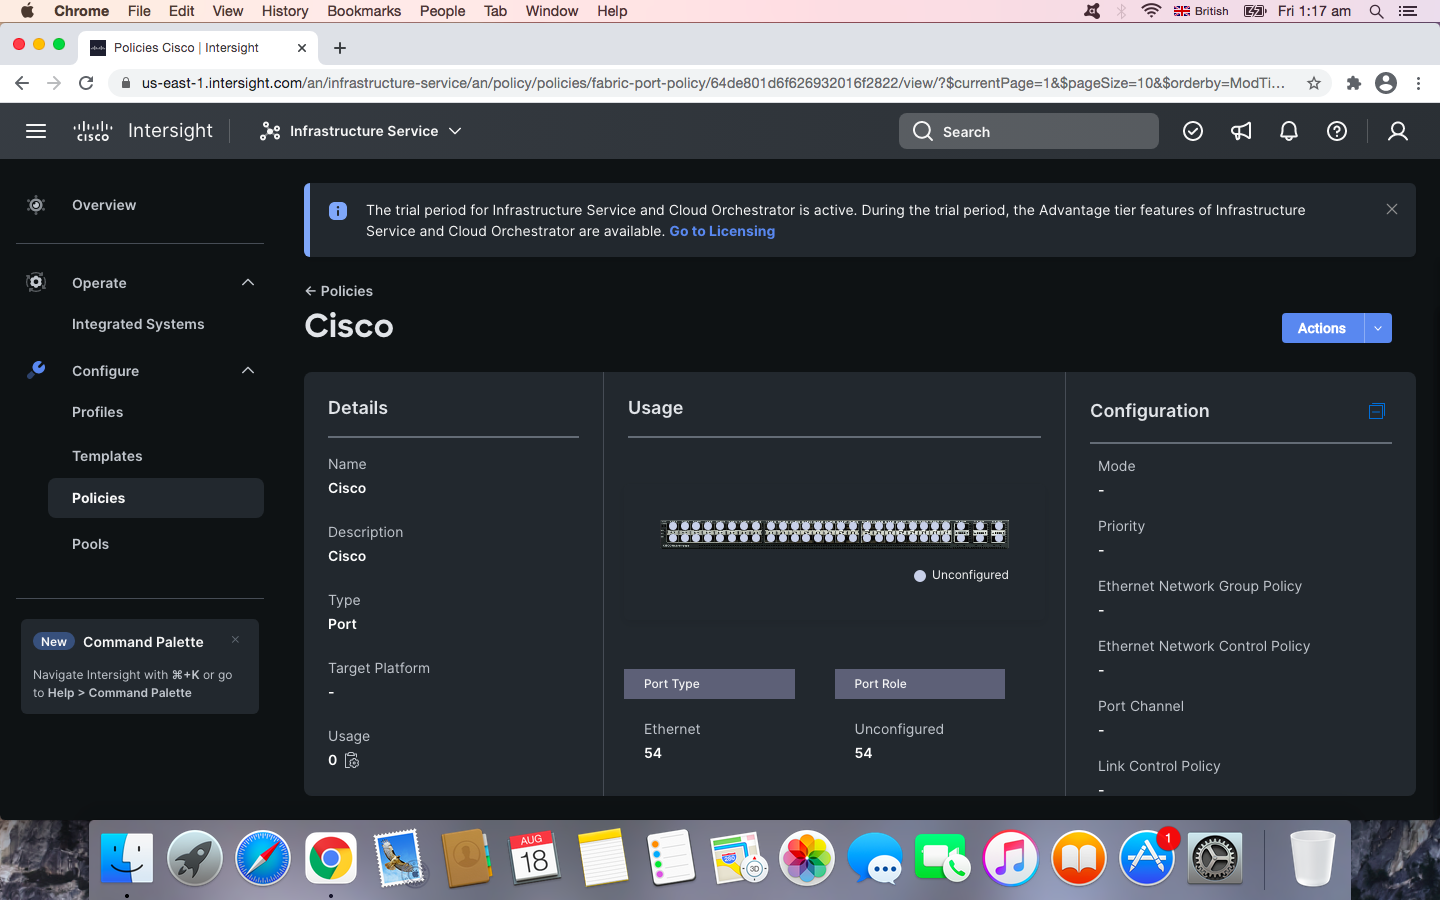 Chrome File Edit View History Bookmarks People Tab Window Help British Fri 1:17 am
Policies Cisco | Intersight
us-east-1.intersight.com/an/infrastructure-service/an/policy/policies/fabric-port-policy/64de801d6f626932016f2822/view/?$currentPage=1&$pageSize=10&$orderby=ModTi...
cisco Intersight Infrastructure Service Search
Overview
Operate
Integrated Systems
Configure
Profiles
Templates
Policies
Pools
New Command Palette
Navigate Intersight with ⌘+K or go
to Help > Command Palette
The trial period for Infrastructure Service and Cloud Orchestrator is active. During the trial period, the Advantage tier features of Infrastructure
Service and Cloud Orchestrator are available. Go to Licensing
← Policies
Cisco
Actions
Details
Name
Cisco
Description
Cisco
Type
Port
Target Platform
-
Usage
0
Usage
Unconfigured
Port Type Port Role
Ethernet Unconfigured
54 54
Configuration
Mode
-
Priority
-
Ethernet Network Group Policy
-
Ethernet Network Control Policy
-
Port Channel
-
Link Control Policy
-
AUG
18
280
3D
1